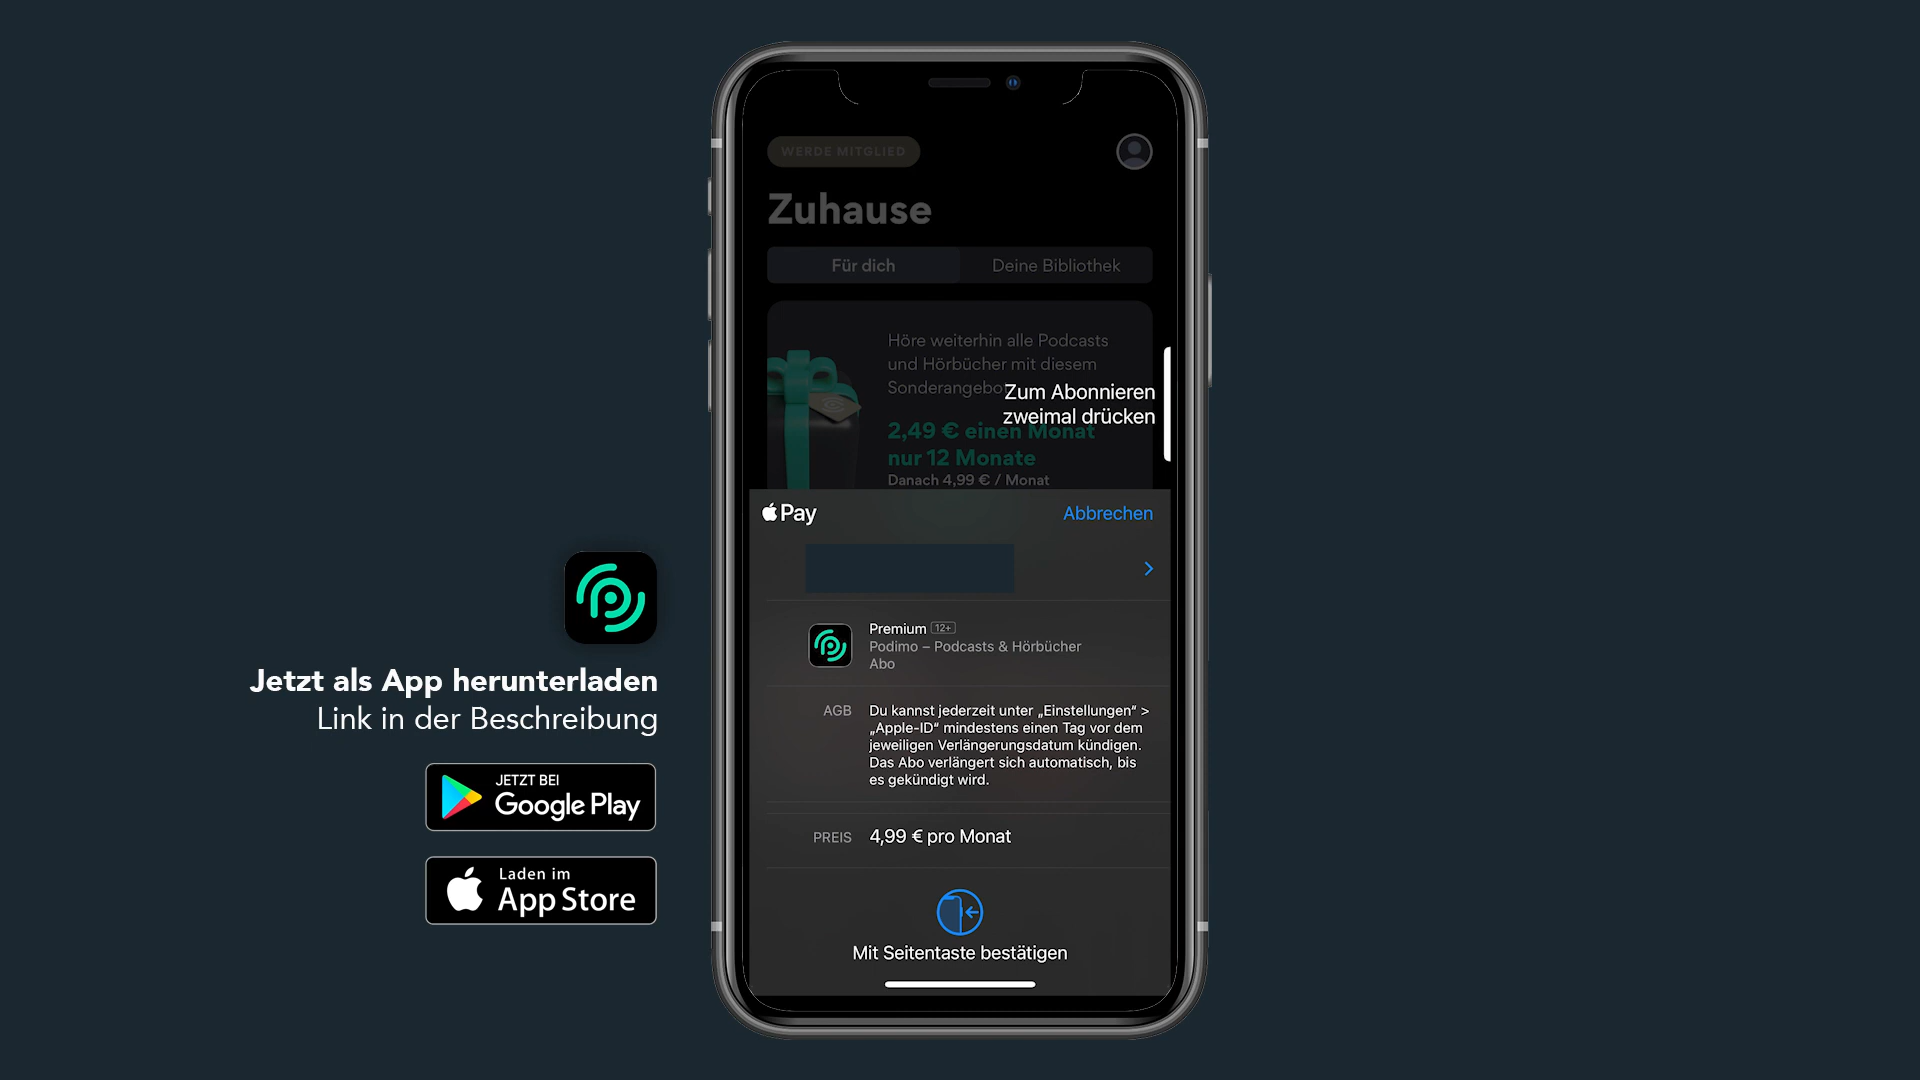 WERDE MITGLIED
Zuhause
Für dich
Deine Bibliothek
Höre weiterhin alle Podcasts
und Hörbücher mit diesem
Sonderangebo
Zum Abonnieren
zweimal drücken
2,49 € einen Monat
nur 12 Monate
Danach 4,99 € / Monat
Pay
Abbrechen
Premium 12+
Podimo – Podcasts & Hörbücher
Abo
AGB
Du kannst jederzeit unter „Einstellungen“ >
„Apple-ID“ mindestens einen Tag vor dem
jeweiligen Verlängerungsdatum kündigen.
Das Abo verlängert sich automatisch, bis
es gekündigt wird.
PREIS 4,99 € pro Monat
Mit Seitentaste bestätigen
Jetzt als App herunterladen
Link in der Beschreibung
JETZT BEI
Google Play
Laden im
App Store